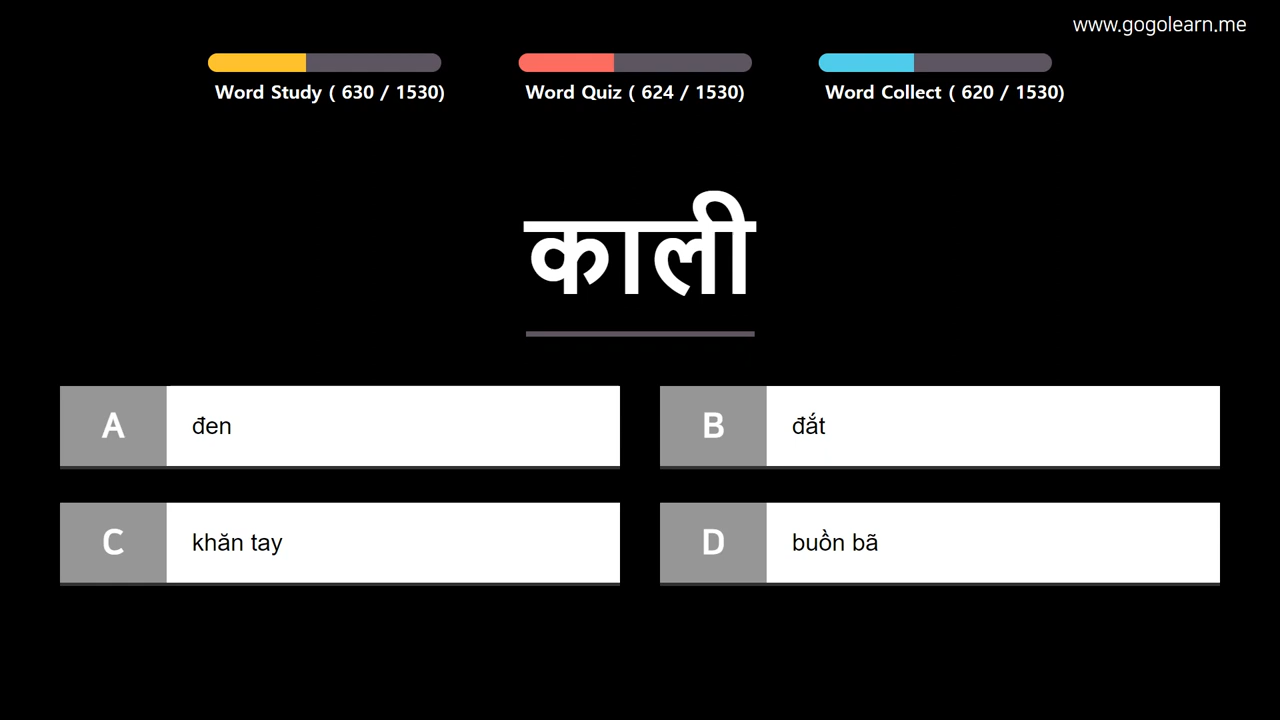 www.gogolearn.me
Word Study ( 630 / 1530)
Word Quiz ( 624 / 1530)
Word Collect ( 620 / 1530)
काली
A đen
B đắt
C khăn tay
D buồn bã